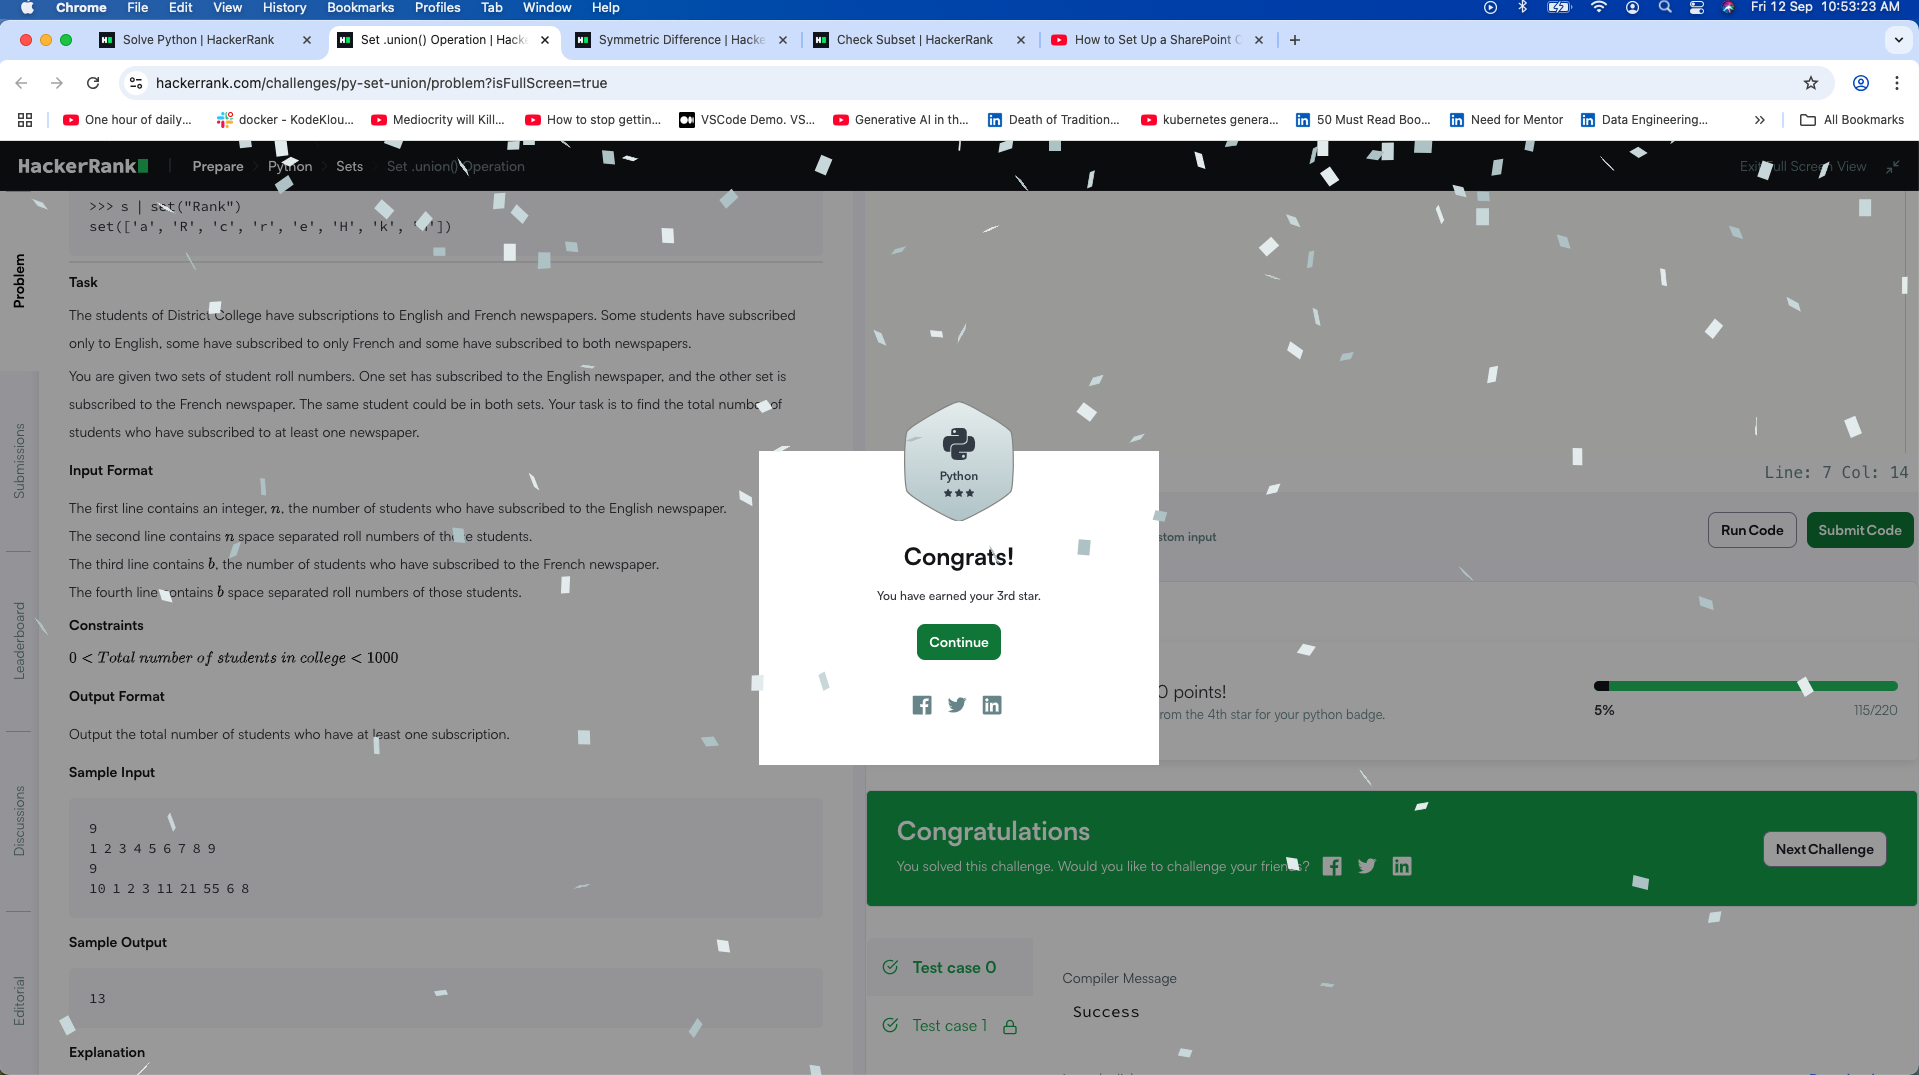 Chrome File Edit View History Bookmarks Profiles Tab Window Help
Fri 12 Sep 10:53:23 AM
Solve Python | HackerRank
Set .union() Operation | Hacke
Symmetric Difference | Hacke
Check Subset | HackerRank
How to Set Up a SharePoint C
hackerrank.com/challenges/py-set-union/problem?isFullScreen=true
One hour of daily...
docker - KodeKlou...
Mediocrity will Kill...
How to stop gettin...
VSCode Demo. VS...
Generative AI in th...
Death of Tradition...
kubernetes genera...
50 Must Read Boo...
Need for Mentor
Data Engineering...
All Bookmarks
HackerRank
Prepare
Python
Sets
Set .union() Operation
Exit Full Screen View
Problem
Submissions
Leaderboard
Discussions
Editorial
>>> s | set("Rank")
set(['a', 'R', 'c', 'r', 'e', 'H', 'k', 'n'])
Task
The students of District College have subscriptions to English and French newspapers. Some students have subscribed
only to English, some have subscribed to only French and some have subscribed to both newspapers.
You are given two sets of student roll numbers. One set has subscribed to the English newspaper, and the other set is
subscribed to the French newspaper. The same student could be in both sets. Your task is to find the total number of
students who have subscribed to at least one newspaper.
Input Format
The first line contains an integer, n, the number of students who have subscribed to the English newspaper.
The second line contains n space separated roll numbers of those students.
The third line contains b, the number of students who have subscribed to the French newspaper.
The fourth line contains b space separated roll numbers of those students.
Constraints
0 < Total number of students in college < 1000
Output Format
Output the total number of students who have at least one subscription.
Sample Input
9
1 2 3 4 5 6 7 8 9
9
10 1 2 3 11 21 55 6 8
Sample Output
13
Explanation
Python
Congrats!
You have earned your 3rd star.
Continue
Line: 7 Col: 14
stom input
Run Code
Submit Code
0 points!
rom the 4th star for your python badge.
5%
115/220
Congratulations
You solved this challenge. Would you like to challenge your friends?
Next Challenge
Test case 0
Test case 1
Compiler Message
Success